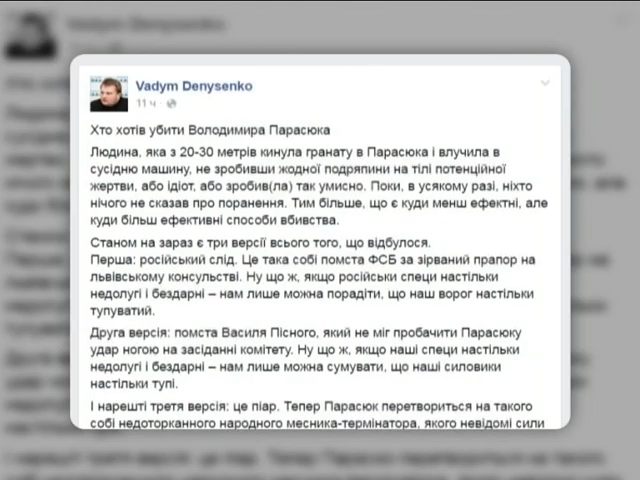 Vadym Denysenko
11 ч ·
Хто хотів убити Володимира Парасюка
Людина, яка з 20-30 метрів кинула гранату в Парасюка і влучила в
сусідню машину, не зробивши жодної подряпини на тілі потенційної
жертви, або ідіот, або зробив(ла) так умисно. Поки, в усякому разі, ніхто
нічого не сказав про поранення. Тим більше, що є куди менш ефектні, але
куди більш ефективні способи вбивства.
Станом на зараз є три версії всього того, що відбулося.
Перша: російський слід. Це така собі помста ФСБ за зірваний прапор на
львівському консульстві. Ну що ж, якщо російськи специ настільки
недолугі і бездарні – нам лише можна порадіти, що наш ворог настільки
тупуватий.
Друга версія: помста Василя Пісного, який не міг пробачити Парасюку
удар ногою на засіданні комітету. Ну що ж, якщо наші специ настільки
недолугі і бездарні – нам лише можна сумувати, що наші силовики
настільки тупі.
І нарешті третя версія: це піар. Тепер Парасюк перетвориться на такого
собі недоторканного народного месника-термінатора, якого невідомі сили